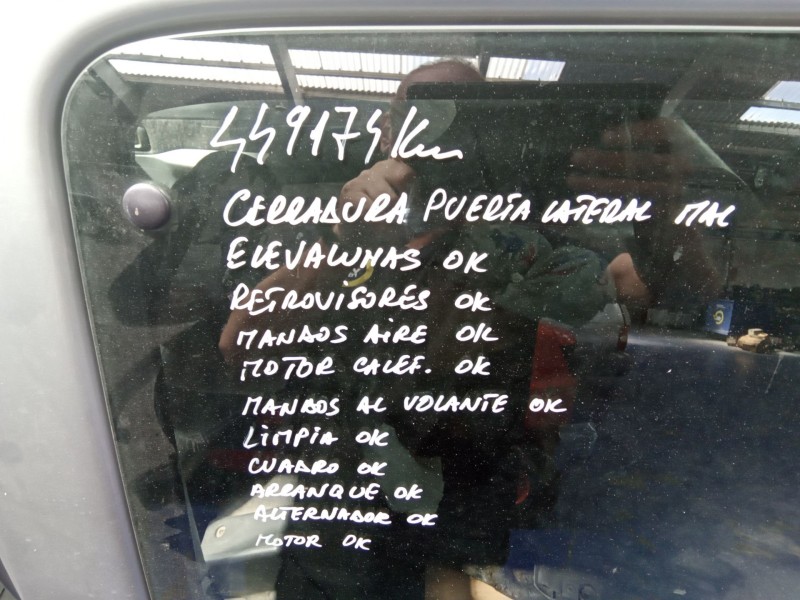 449174 Km
CERRADURA PUERTA LATERAL MAL
ELEVALUNAS OK
RETROVISORES OK
MANDOS AIRE OK
MOTOR CALEF. OK
MANDOS AL VOLANTE OK
LIMPIA OK
CUADRO OK
ARRANQUE OK
ALTERNADOR OK
MOTOR OK